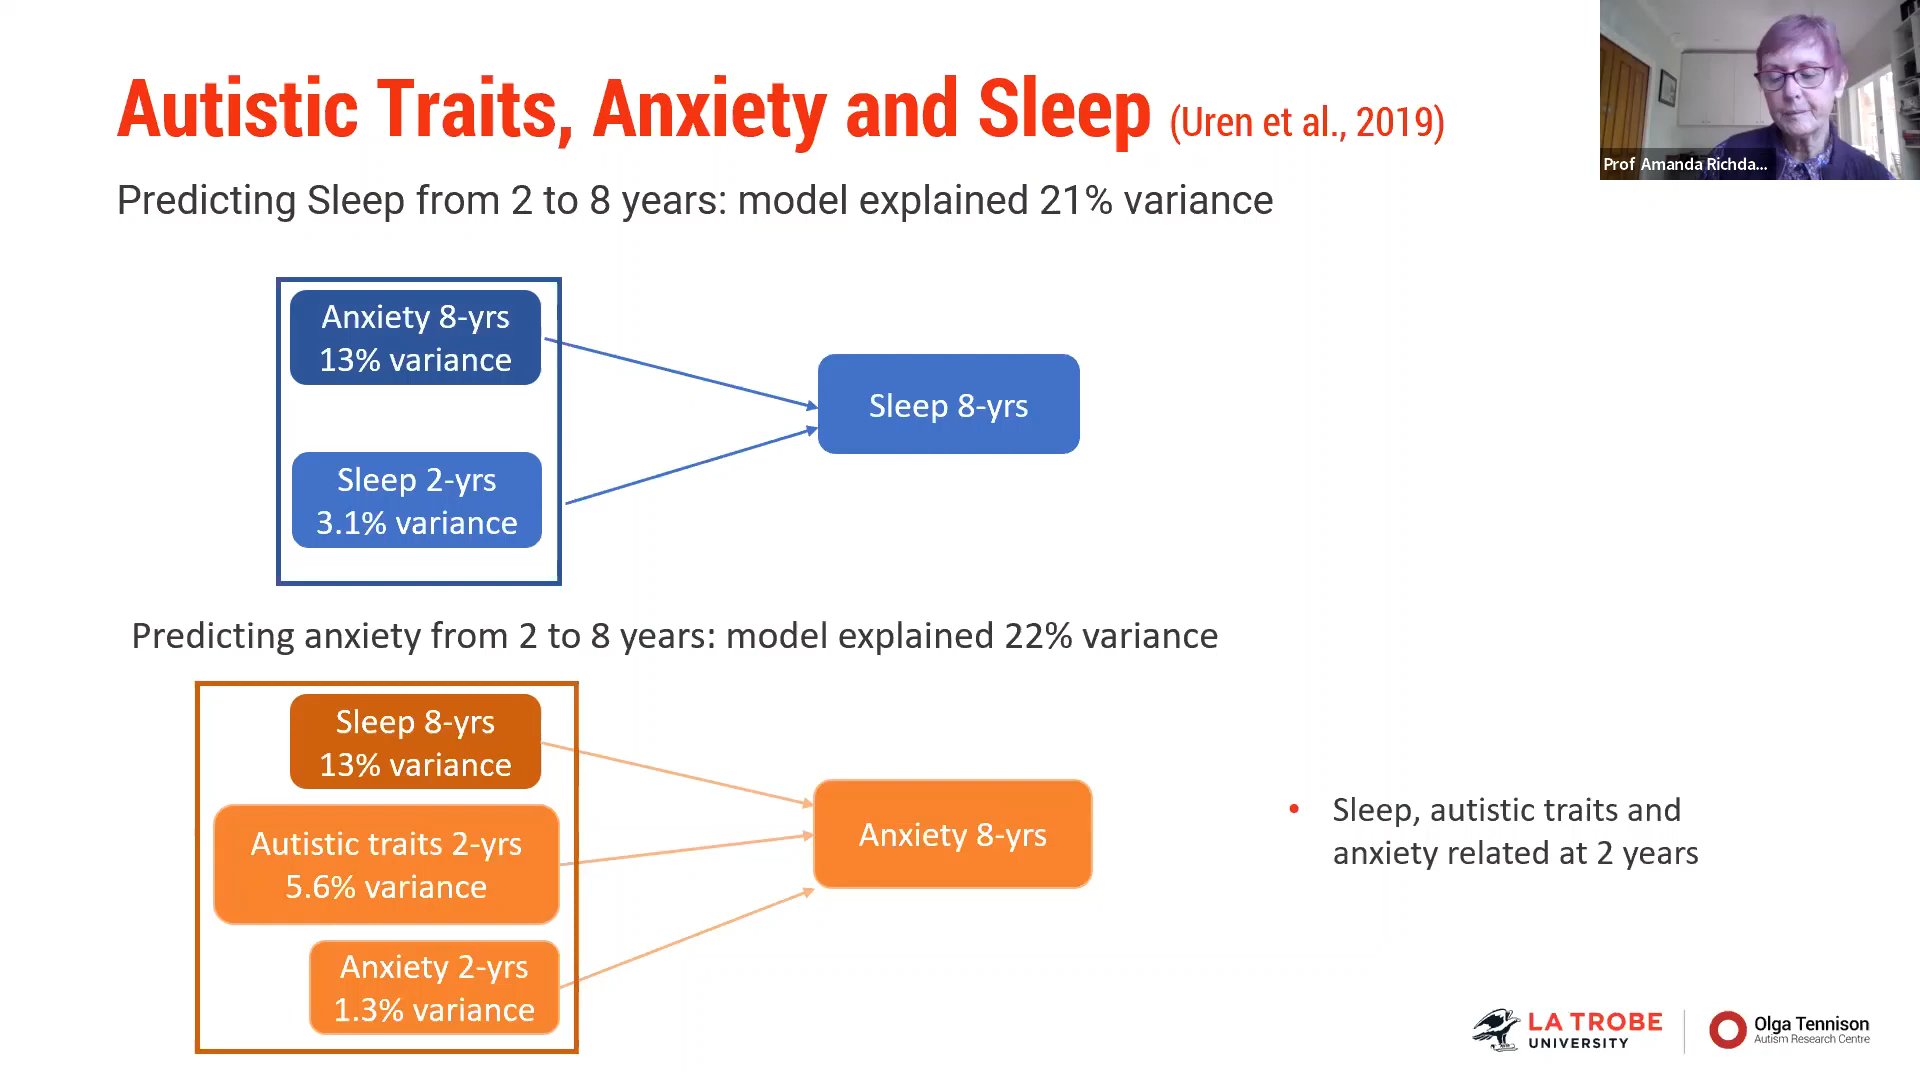 Autistic Traits, Anxiety and Sleep (Uren et al., 2019)
Prof Amanda Richda...
Predicting Sleep from 2 to 8 years: model explained 21% variance
Anxiety 8-yrs
13% variance
Sleep 8-yrs
Sleep 2-yrs
3.1% variance
Predicting anxiety from 2 to 8 years: model explained 22% variance
Sleep 8-yrs
13% variance
Autistic traits 2-yrs
5.6% variance
Anxiety 8-yrs
Anxiety 2-yrs
1.3% variance
• Sleep, autistic traits and
anxiety related at 2 years
LA TROBE
UNIVERSITY
Olga Tennison
Autism Research Centre